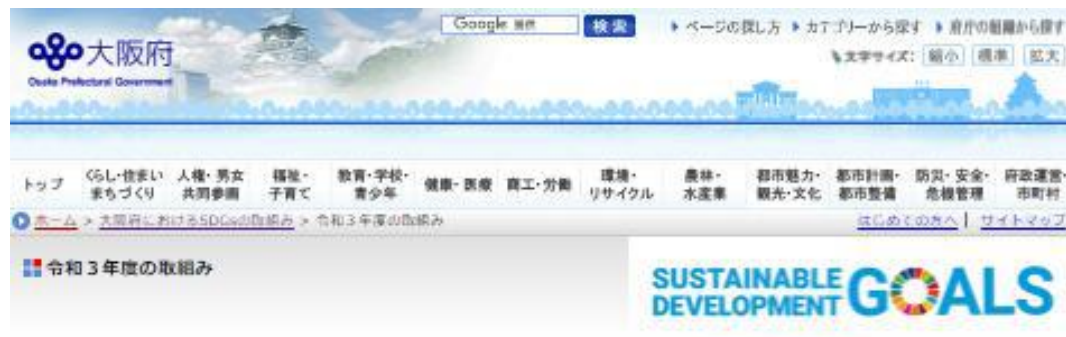 Google 提供 検索 ページの探し方 カテゴリーから探す 府庁の組織から探す
大阪府
Osaka Prefectural Government
文字サイズ: 縮小 標準 拡大
トップ くらし・住まい まちづくり 人権・男女 共同参画 福祉・ 子育て 教育・学校・ 青少年 健康・医療 商工・労働 環境・ リサイクル 農林・ 水産業 都市魅力・ 観光・文化 都市計画・ 都市整備 防災・安全・ 危機管理 府政運営・ 市町村
ホーム > 大阪府におけるSDGsの取組み > 令和3年度の取組み はじめての方へ | サイトマップ
令和3年度の取組み
SUSTAINABLE
DEVELOPMENT GOALS